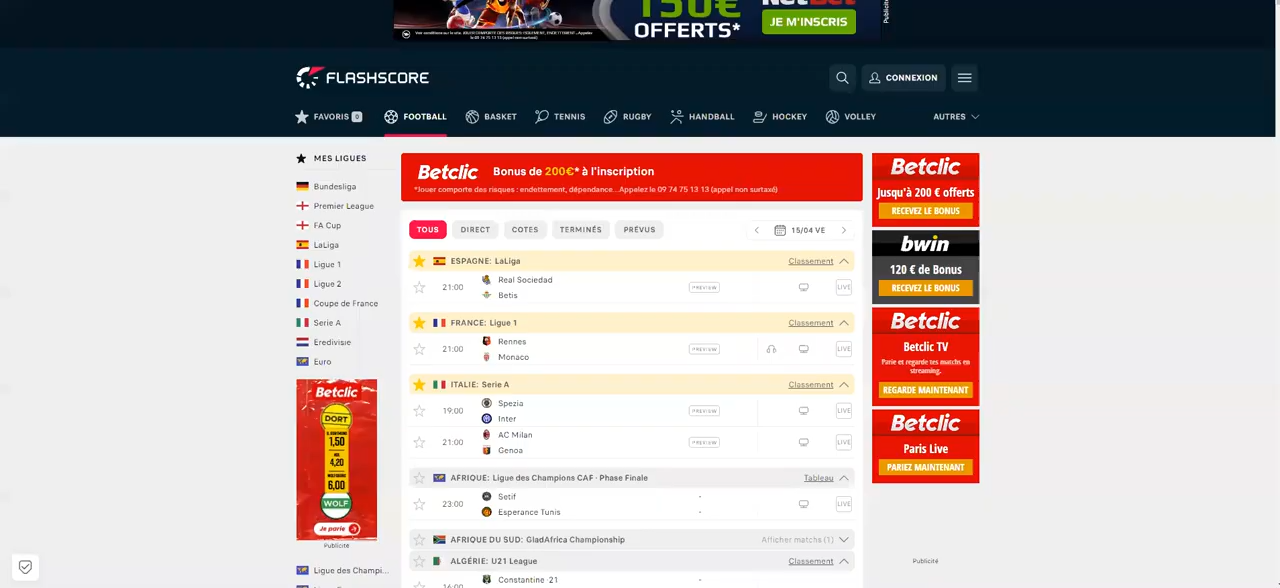 150€
NetBet
OFFERTS*
JE M'INSCRIS
Publicité
FLASHSCORE
CONNEXION
FAVORIS 0
FOOTBALL
BASKET
TENNIS
RUGBY
HANDBALL
HOCKEY
VOLLEY
AUTRES
MES LIGUES
Bundesliga
Premier League
FA Cup
LaLiga
Ligue 1
Ligue 2
Coupe de France
Serie A
Eredivisie
Euro
Betclic
DORT
1,50
4,20
6,00
WOLF
Je parie
Publicité
Ligue des Champi...
Betclic Bonus de 200€* à l'inscription
*Jouer comporte des risques : endettement, dépendance...Appelez le 09 74 75 13 13 (appel non surtaxé)
TOUS DIRECT COTES TERMINÉS PRÉVUS 15/04 VE
ESPAGNE: LaLiga Classement
21:00 Real Sociedad PREVIEW LIVE
Betis
FRANCE: Ligue 1 Classement
21:00 Rennes PREVIEW LIVE
Monaco
ITALIE: Serie A Classement
19:00 Spezia PREVIEW LIVE
Inter
21:00 AC Milan PREVIEW LIVE
Genoa
AFRIQUE: Ligue des Champions CAF - Phase Finale Tableau
23:00 Setif - LIVE
Esperance Tunis -
AFRIQUE DU SUD: GladAfrica Championship Afficher matchs (1)
ALGÉRIE: U21 League Classement
16:00 Constantine -21 -
Betclic
Jusqu'à 200 € offerts
RECEVEZ LE BONUS
bwin
120 € de Bonus
RECEVEZ LE BONUS
Betclic
Betclic TV
Parie et regarde tes matchs en
streaming.
REGARDE MAINTENANT
Betclic
Paris Live
PARIEZ MAINTENANT
Publicité